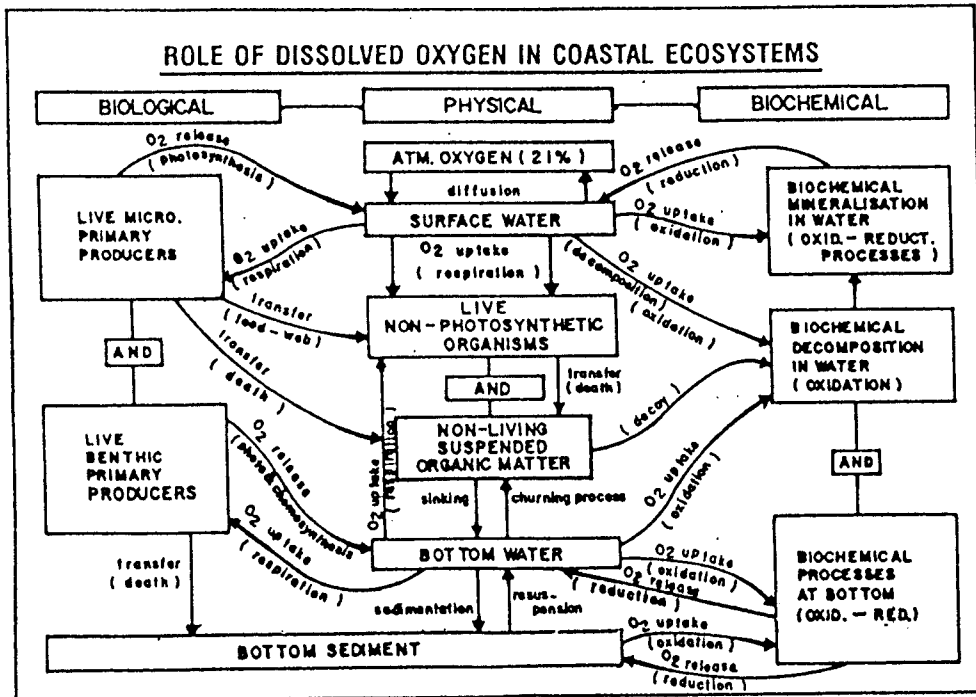 ROLE OF DISSOLVED OXYGEN IN COASTAL ECOSYSTEMS
BIOLOGICAL
PHYSICAL
BIOCHEMICAL
O2 release
(photosynthesis)
ATM. OXYGEN (21%)
diffusion
O2 release
(reduction)
LIVE MICRO.
PRIMARY
PRODUCERS
SURFACE WATER
O2 uptake
(oxidation)
BIOCHEMICAL
MINERALISATION
IN WATER
(OXID.-REDUCT.
PROCESSES)
O2 uptake
(respiration)
O2 uptake
(respiration)
O2 uptake
(decomposition)
(oxidation)
transfer
(food-web)
LIVE
NON-PHOTOSYNTHETIC
ORGANISMS
BIOCHEMICAL
DECOMPOSITION
IN WATER
(OXIDATION)
AND
transfer
(death)
AND
transfer
(death)
(decay)
NON-LIVING
SUSPENDED
ORGANIC MATTER
AND
LIVE
BENTHIC
PRIMARY
PRODUCERS
O2 release
(photo & chemosynthesis)
O2 uptake
(respiration)
sinking
churning process
O2 uptake
(oxidation)
O2 uptake
(respiration)
BOTTOM WATER
O2 uptake
(oxidation)
O2 release
(reduction)
BIOCHEMICAL
PROCESSES
AT BOTTOM
(OXID.-RED.)
transfer
(death)
sedimentation
resus-
pension
BOTTOM SEDIMENT
O2 uptake
(oxidation)
O2 release
(reduction)